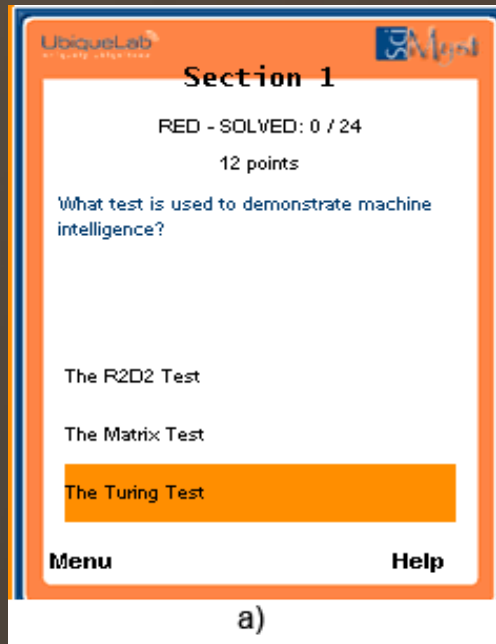 UbiqueLab
Section 1
RED - SOLVED: 0 / 24
12 points
What test is used to demonstrate machine
intelligence?
The R2D2 Test
The Matrix Test
The Turing Test
Menu Help
a)